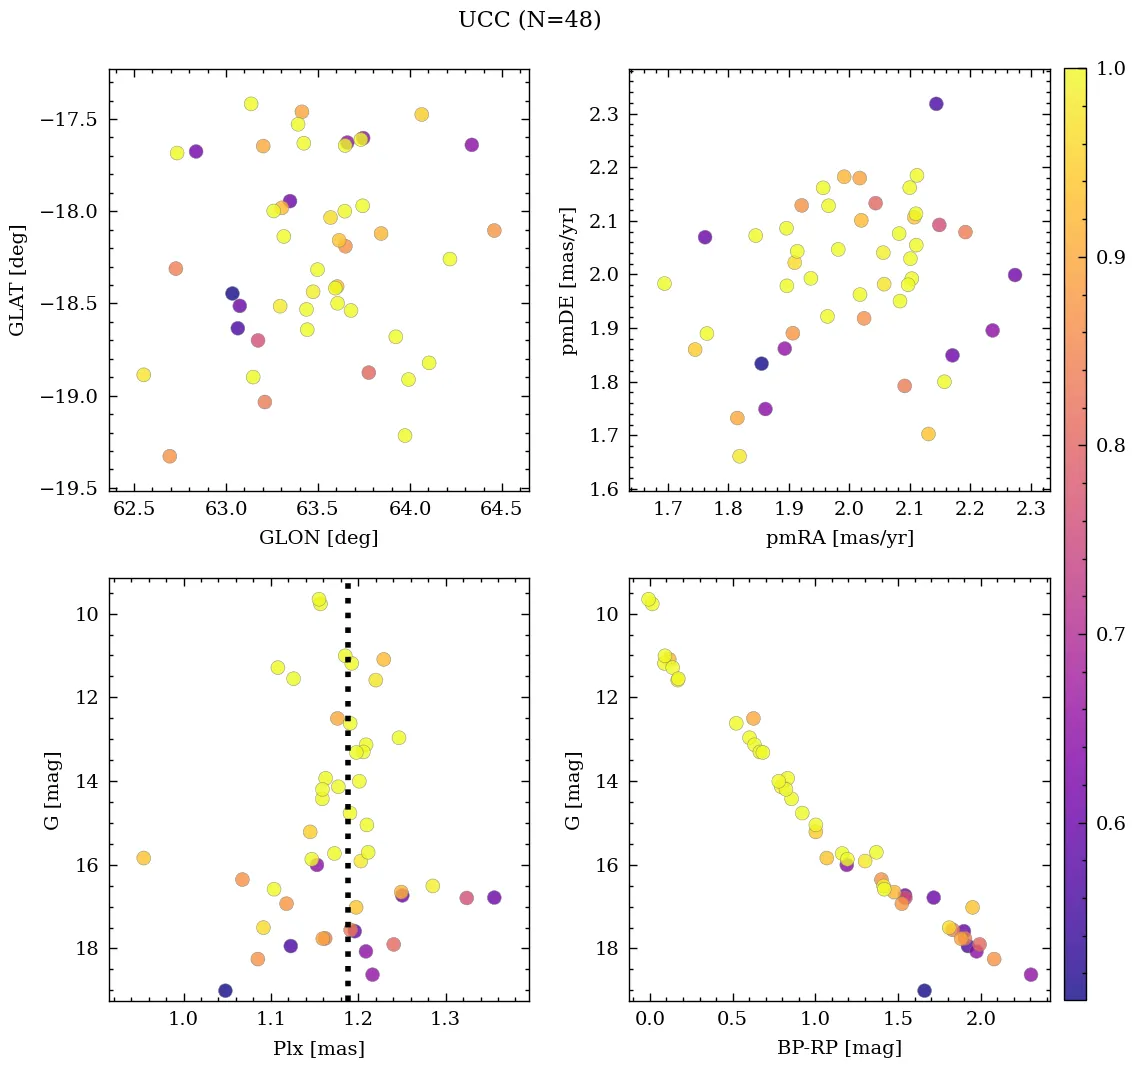 UCC (N=48)
−17.5
−18.0
−18.5
−19.0
−19.5
GLAT [deg]
62.5 63.0 63.5 64.0 64.5
GLON [deg]
2.3
2.2
2.1
2.0
1.9
1.8
1.7
1.6
pmDE [mas/yr]
1.7 1.8 1.9 2.0 2.1 2.2 2.3
pmRA [mas/yr]
1.0
0.9
0.8
0.7
0.6
10
12
14
16
18
G [mag]
1.0 1.1 1.2 1.3
Plx [mas]
10
12
14
16
18
G [mag]
0.0 0.5 1.0 1.5 2.0
BP-RP [mag]